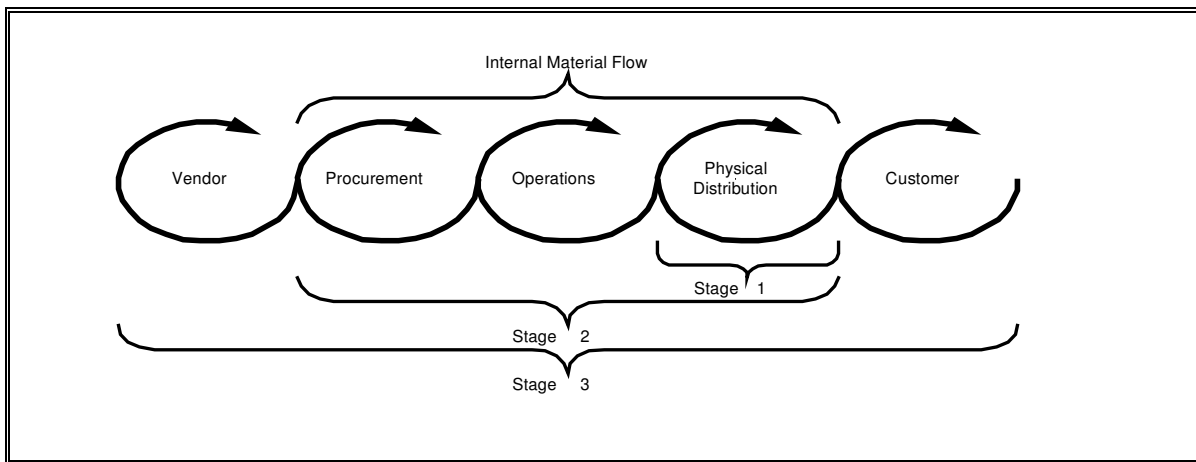 Internal Material Flow
Vendor
Procurement
Operations
Physical
Distribution
Customer
Stage 1
Stage 2
Stage 3